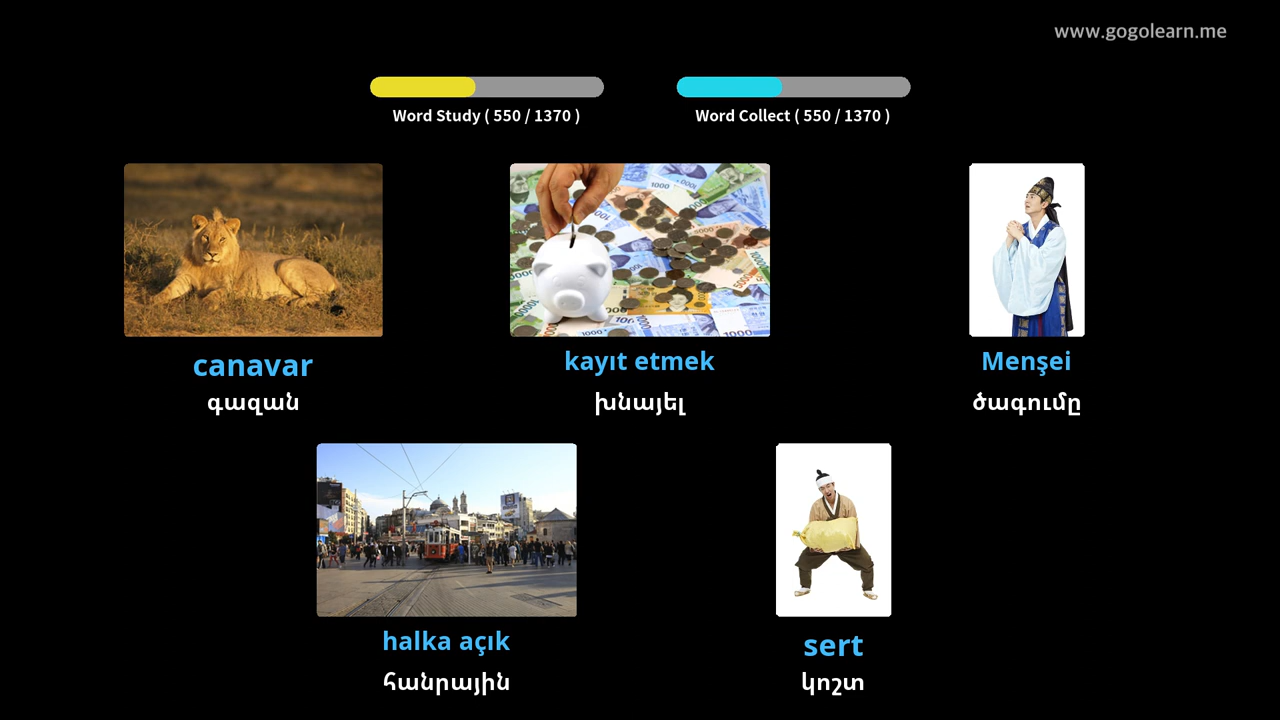 www.gogolearn.me
Word Study ( 550 / 1370 )
Word Collect ( 550 / 1370 )
canavar
գազան
kayıt etmek
խնայել
Menşei
ծագումը
halka açık
հանրային
sert
կոշտ